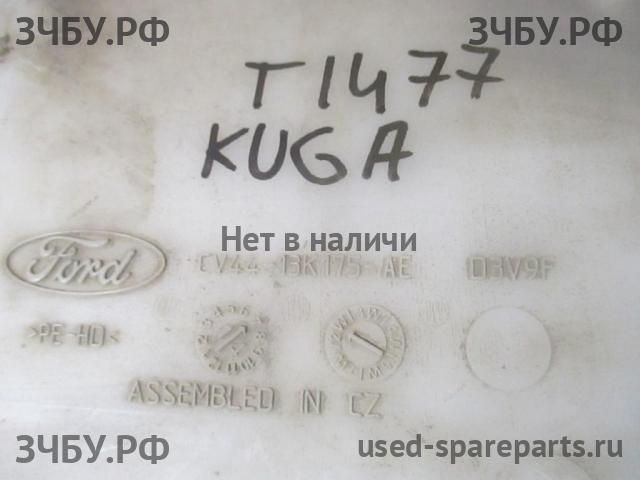 ЗЧБУ.РФ ЗЧБУ.РФ
T1477
KUGA
Нет в наличи
Ford CV44-13K175-AE D3V9F
>PE-HD<
ASSEMBLED IN CZ
ЗЧБУ.РФ used-spareparts.ru